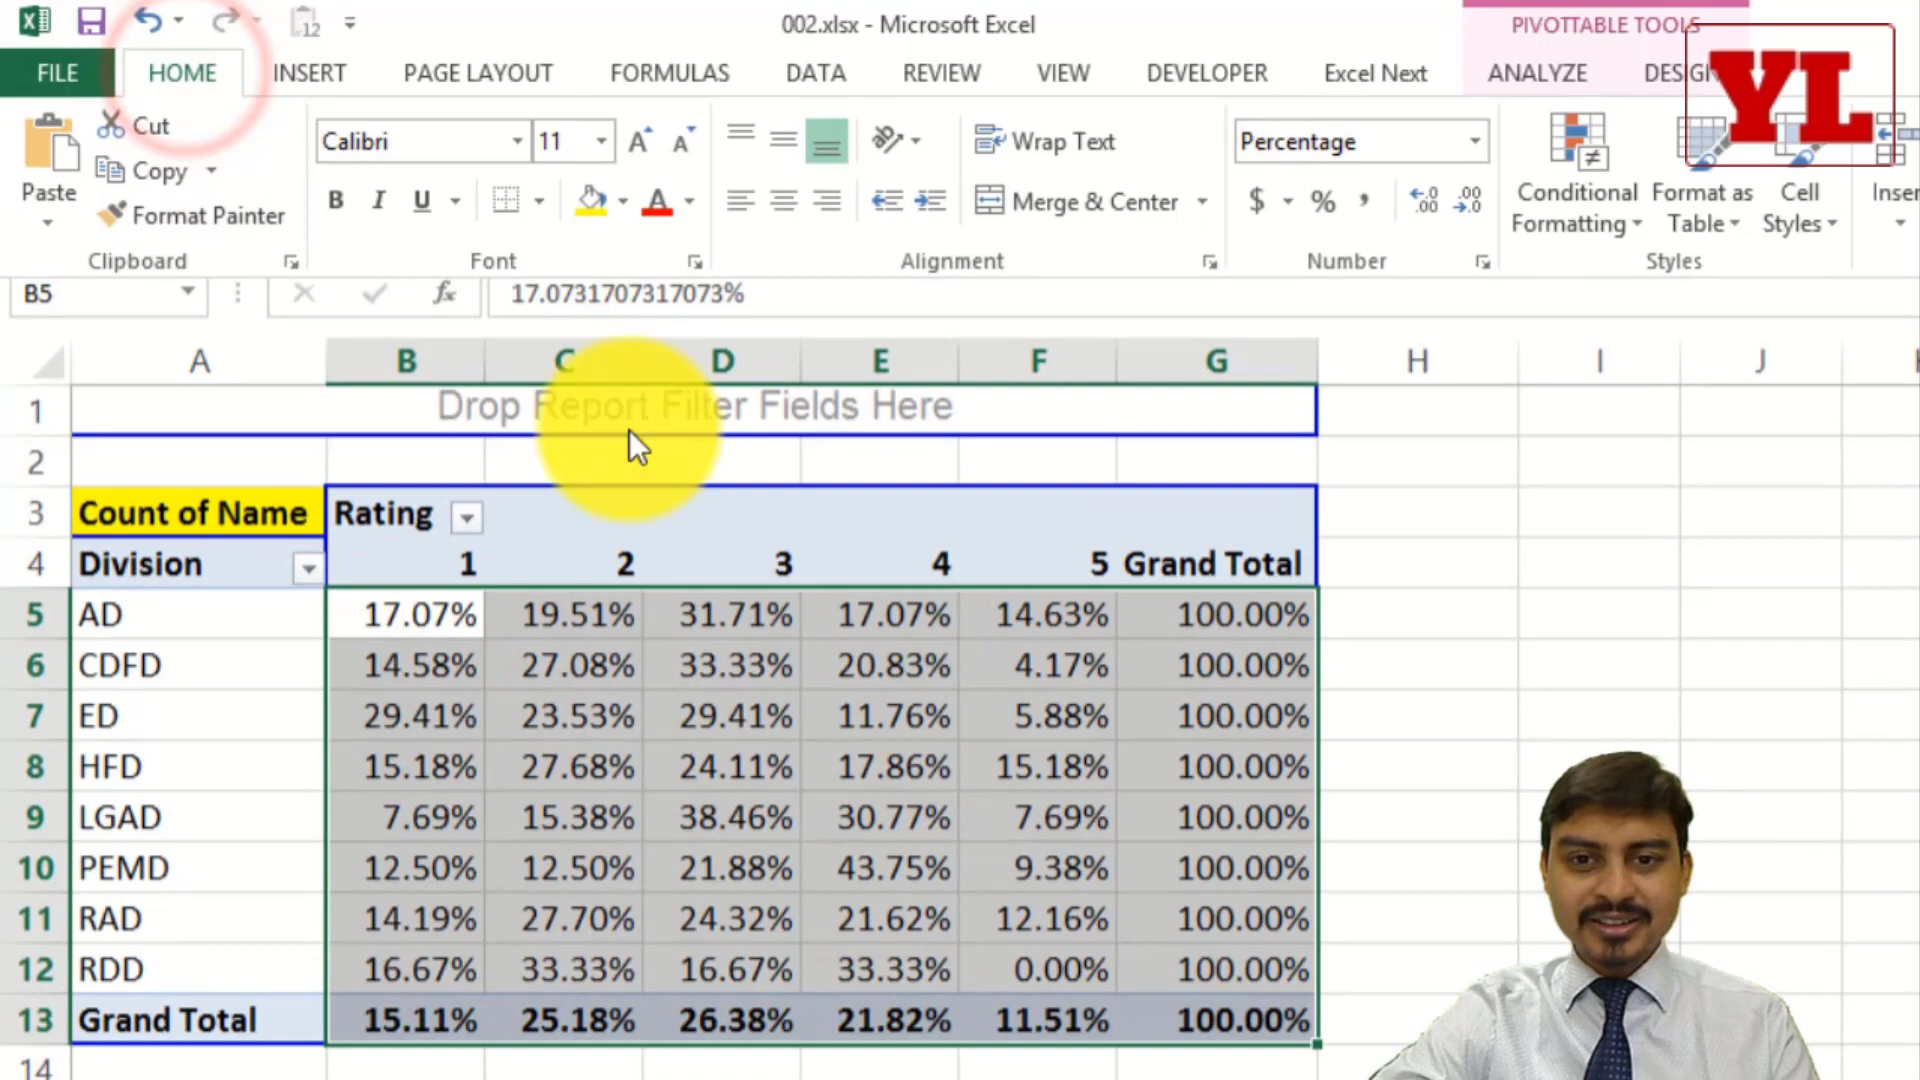 12
002.xlsx - Microsoft Excel
PIVOTTABLE TOOLS
FILE HOME INSERT PAGE LAYOUT FORMULAS DATA REVIEW VIEW DEVELOPER Excel Next ANALYZE DESIGN
YL
Cut
Copy
Format Painter
Paste
Clipboard
Calibri 11
B I U
Font
Wrap Text
Merge & Center
Alignment
Percentage
$ % ,
Number
Conditional Formatting
Format as Table
Cell Styles
Styles
Inser
B5 fx 17.0731707317073%
A B C D E F G H I J K
1 Drop Report Filter Fields Here
2
3 Count of Name Rating
4 Division 1 2 3 4 5 Grand Total
5 AD 17.07% 19.51% 31.71% 17.07% 14.63% 100.00%
6 CDFD 14.58% 27.08% 33.33% 20.83% 4.17% 100.00%
7 ED 29.41% 23.53% 29.41% 11.76% 5.88% 100.00%
8 HFD 15.18% 27.68% 24.11% 17.86% 15.18% 100.00%
9 LGAD 7.69% 15.38% 38.46% 30.77% 7.69% 100.00%
10 PEMD 12.50% 12.50% 21.88% 43.75% 9.38% 100.00%
11 RAD 14.19% 27.70% 24.32% 21.62% 12.16% 100.00%
12 RDD 16.67% 33.33% 16.67% 33.33% 0.00% 100.00%
13 Grand Total 15.11% 25.18% 26.38% 21.82% 11.51% 100.00%
14